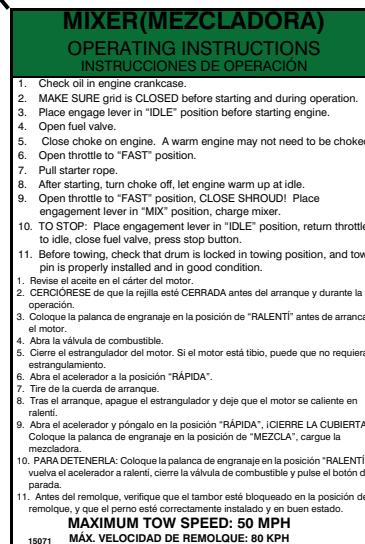 MIXER(MEZCLADORA)
OPERATING INSTRUCTIONS
INSTRUCCIONES DE OPERACIÓN
1. Check oil in engine crankcase.
2. MAKE SURE grid is CLOSED before starting and during operation.
3. Place engage lever in “IDLE” position before starting engine.
4. Open fuel valve.
5. Close choke on engine. A warm engine may not need to be choked
6. Open throttle to “FAST” position.
7. Pull starter rope.
8. After starting, turn choke off, let engine warm up at idle.
9. Open throttle to “FAST” position, CLOSE SHROUD! Place
engagement lever in “MIX” position, charge mixer.
10. TO STOP: Place engagement lever in “IDLE” position, return throttle
to idle, close fuel valve, press stop button.
11. Before towing, check that drum is locked in towing position, and tow
pin is properly installed and in good condition.
1. Revise el aceite en el cárter del motor.
2. CERCIÓRESE de que la rejilla esté CERRADA antes del arranque y durante la
operación.
3. Coloque la palanca de engranaje en la posición de “RALENTÍ” antes de arranca
el motor.
4. Abra la válvula de combustible.
5. Cierre el estrangulador del motor. Si el motor está tibio, puede que no requiera
estrangulamiento.
6. Abra el acelerador a la posición “RÁPIDA”.
7. Tire de la cuerda de arranque.
8. Tras el arranque, apague el estrangulador y deje que el motor se caliente en
ralentí.
9. Abra el acelerador y póngalo en la posición “RÁPIDA”, ¡CIERRE LA CUBIERTA
Coloque la palanca de engranaje en la posición de “MEZCLA”, cargue la
mezcladora.
10. PARA DETENERLA: Coloque la palanca de engranaje en la posición “RALENTÍ
vuelva el acelerador a ralentí, cierre la válvula de combustible y pulse el botón d
parada.
11. Antes del remolque, verifique que el tambor esté bloqueado en la posición de
remolque, y que el perno esté correctamente instalado y en buen estado.
MAXIMUM TOW SPEED: 50 MPH
15071 MÁX. VELOCIDAD DE REMOLQUE: 80 KPH